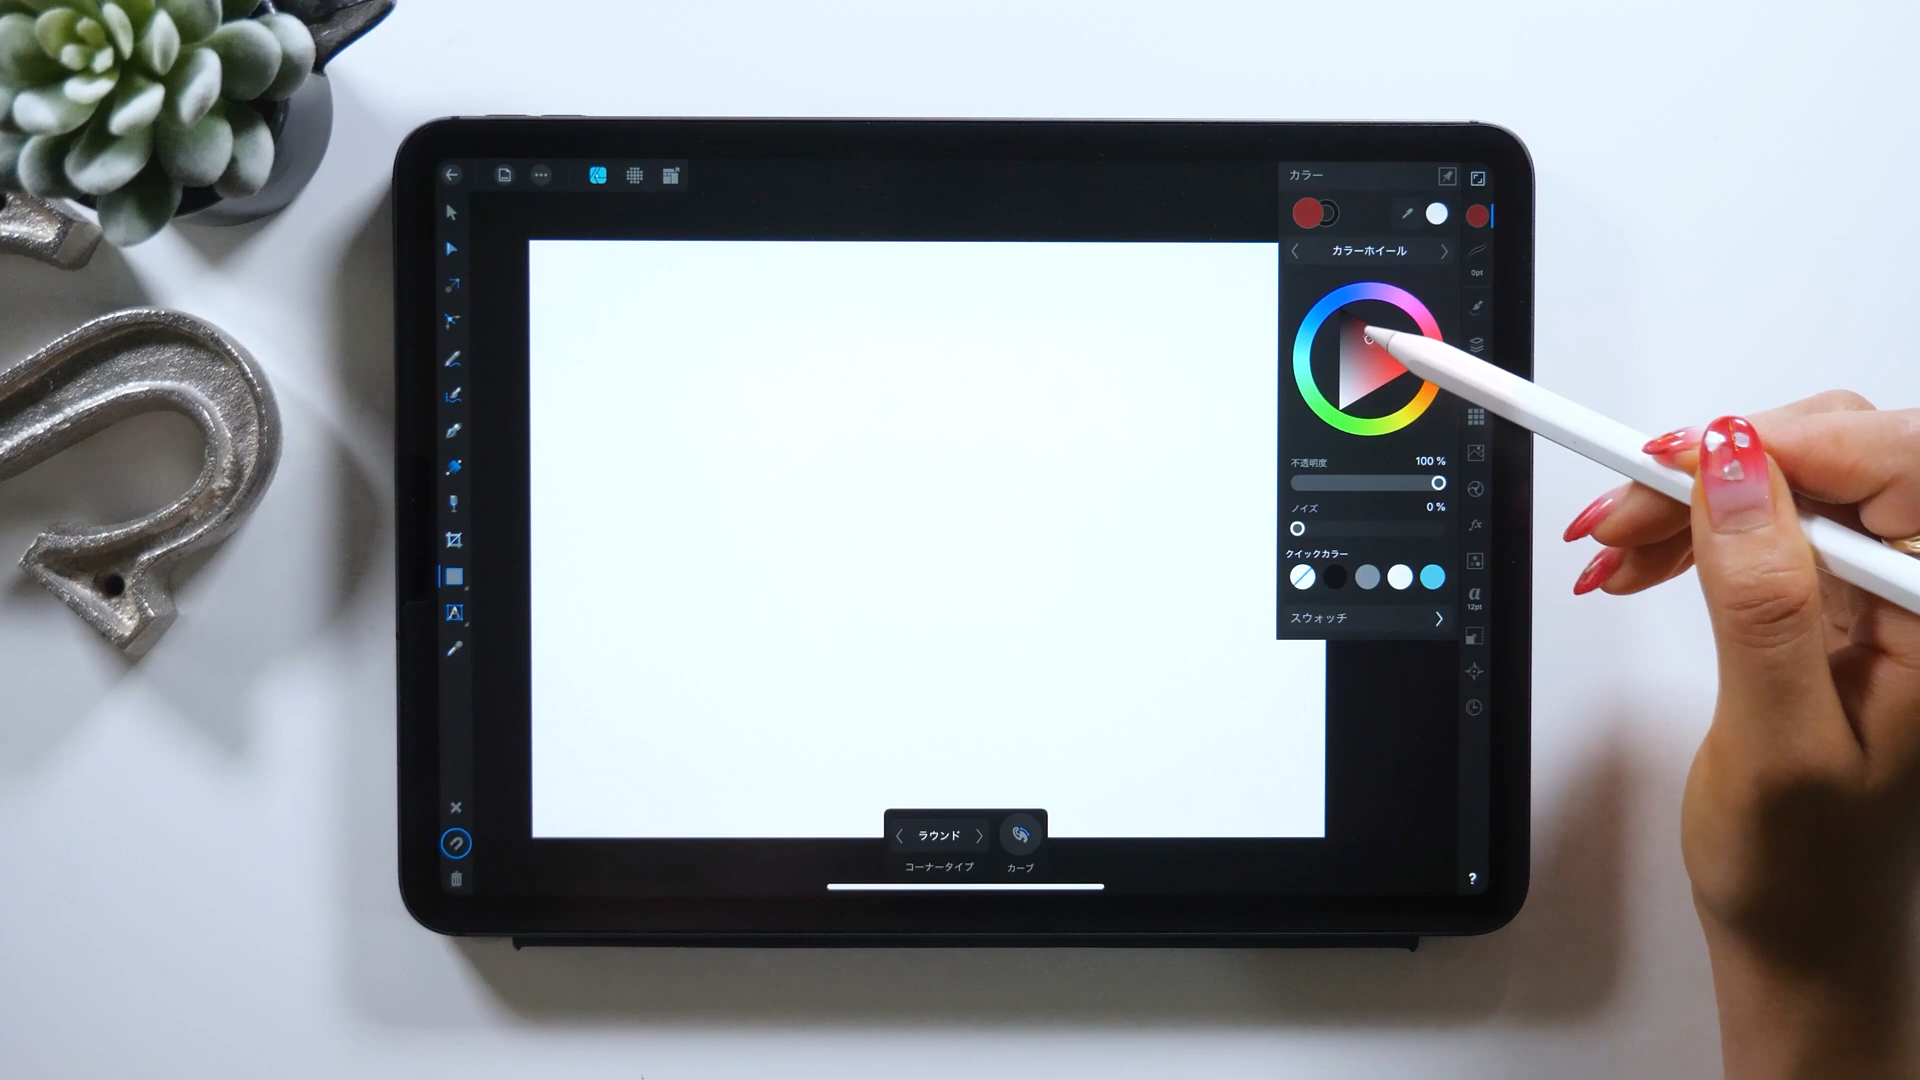 カラー
カラーホイール
0pt
不透明度 100 %
ノイズ 0 %
クイックカラー
fx
a
12pt
スウォッチ
A
ラウンド
コーナータイプ カーブ
?